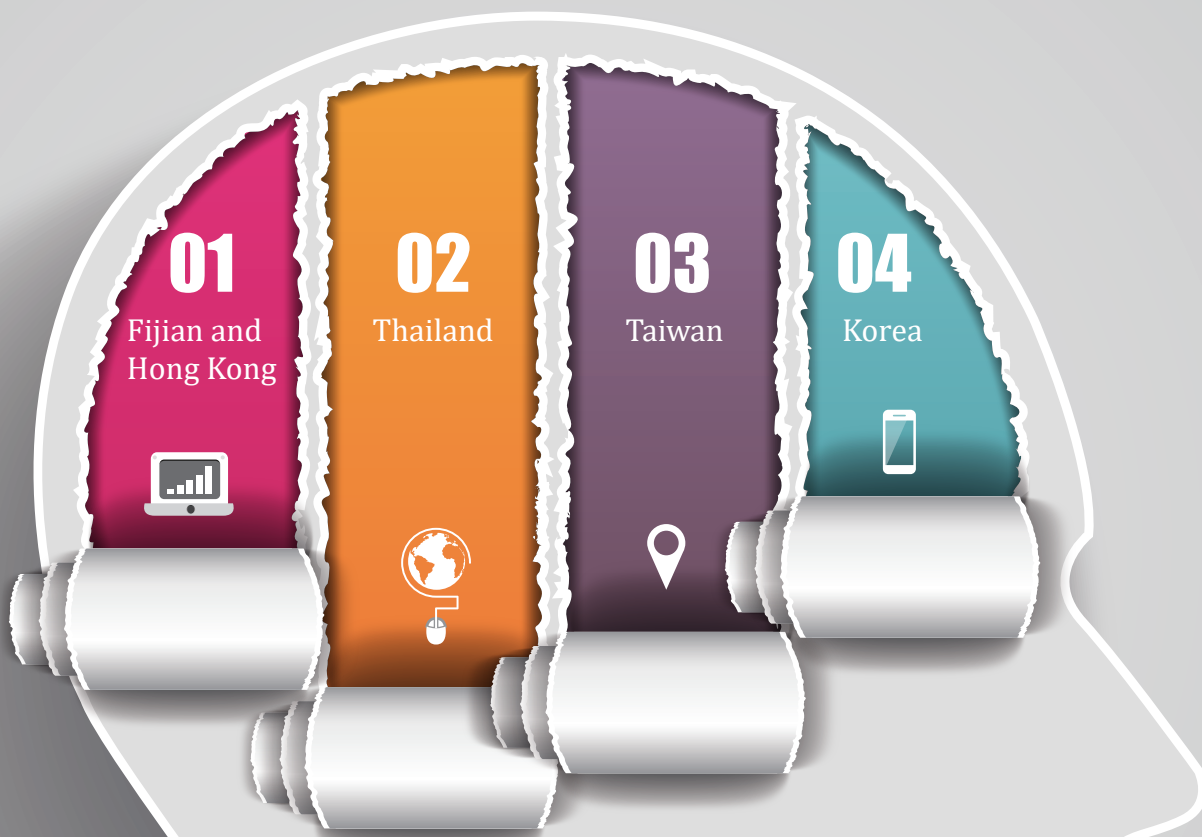 01
Fijian and
Hong Kong
02
Thailand
03
Taiwan
04
Korea